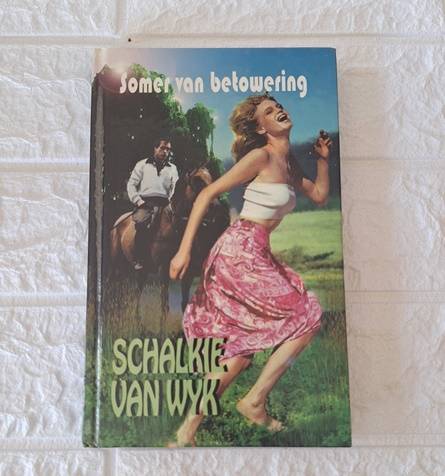 Somer van betowering
SCHALKIE
VAN WYK